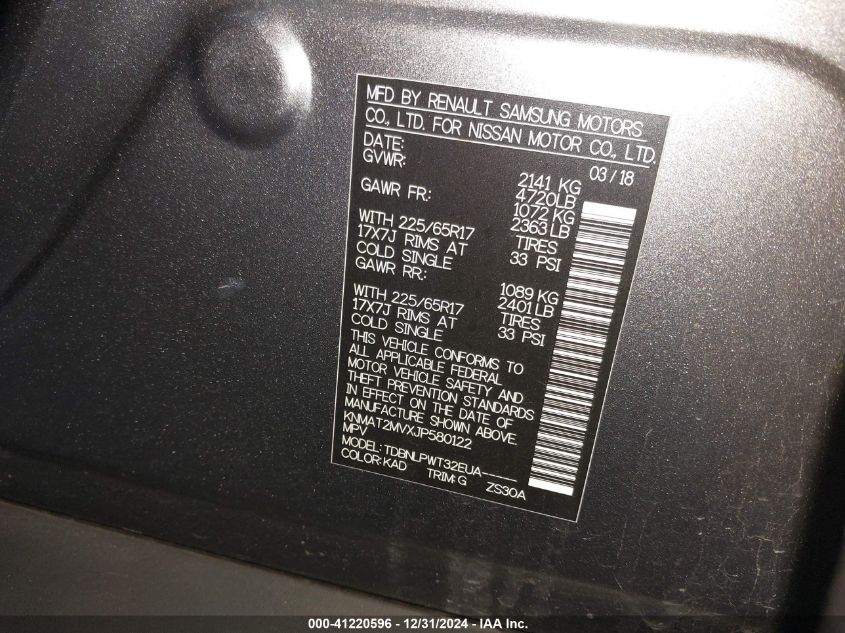 MFD BY RENAULT SAMSUNG MOTORS
CO., LTD. FOR NISSAN MOTOR CO., LTD.
DATE: 03/18
GVWR: 2141 KG
4720LB
GAWR FR: 1072 KG
2363LB
WITH 225/65R17 TIRES
17X7J RIMS AT 33 PSI
COLD SINGLE
GAWR RR: 1089 KG
2401LB
WITH 225/65R17 TIRES
17X7J RIMS AT 33 PSI
COLD SINGLE
THIS VEHICLE CONFORMS TO
ALL APPLICABLE FEDERAL
MOTOR VEHICLE SAFETY AND
THEFT PREVENTION STANDARDS
IN EFFECT ON THE DATE OF
MANUFACTURE SHOWN ABOVE.
KNMAT2MVXJP580122
MPV
MODEL: TDBNLPWT32EUA-----
COLOR:KAD TRIM:G ZS30A
000-41220596 - 12/31/2024 - IAA Inc.